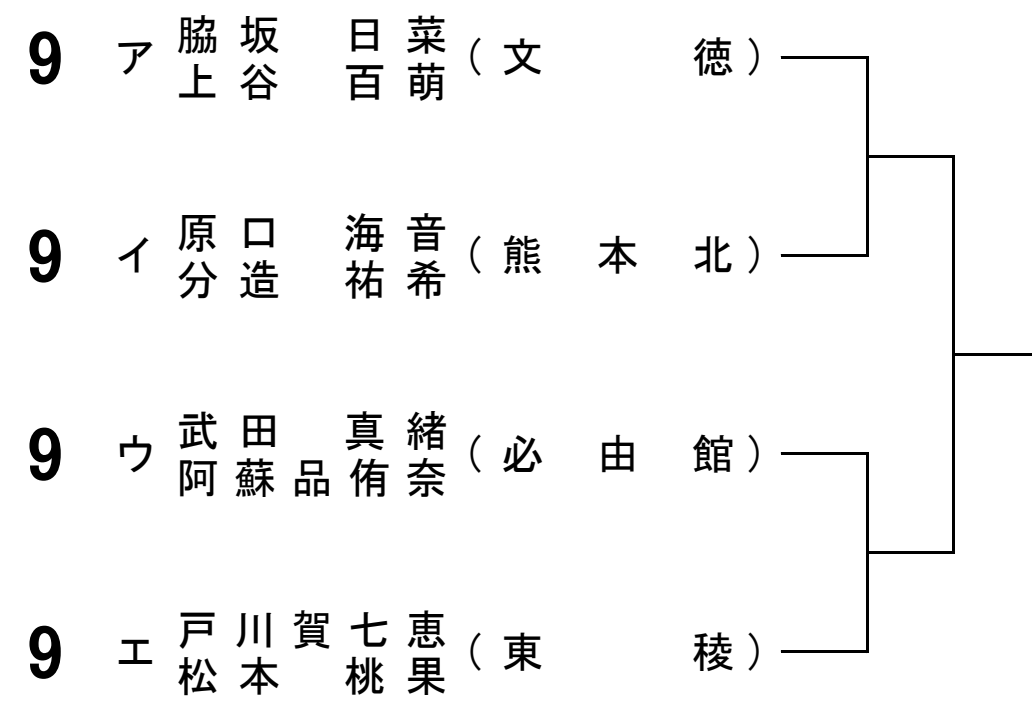 9 ア 脇坂 日菜 (文 徳)
上谷 百萌
9 イ 原口 海音 (熊 本 北)
分造 祐希
9 ウ 武田 真緒 (必 由 館)
阿蘇品侑奈
9 エ 戸川賀七恵 (東 稜)
松本 桃果